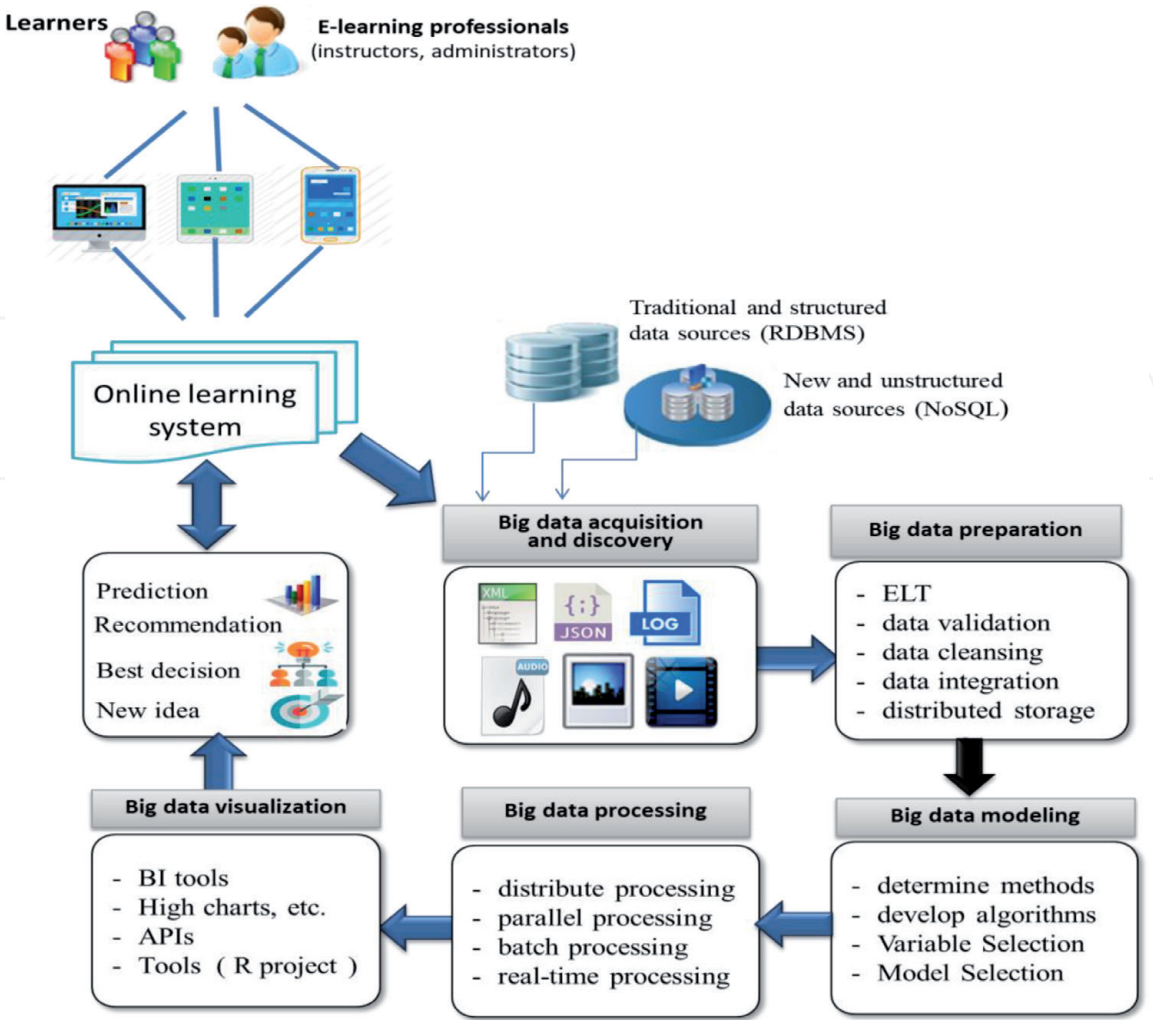 Learners
E-learning professionals
(instructors, administrators)
Traditional and structured
data sources (RDBMS)
New and unstructured
data sources (NoSQL)
Online learning
system
Big data acquisition
and discovery
XML
{;}
JSON
LOG
AUDIO
Big data preparation
- ELT
- data validation
- data cleansing
- data integration
- distributed storage
Prediction
Recommendation
Best decision
New idea
Big data visualization
- BI tools
- High charts, etc.
- APIs
- Tools ( R project )
Big data processing
- distribute processing
- parallel processing
- batch processing
- real-time processing
Big data modeling
- determine methods
- develop algorithms
- Variable Selection
- Model Selection